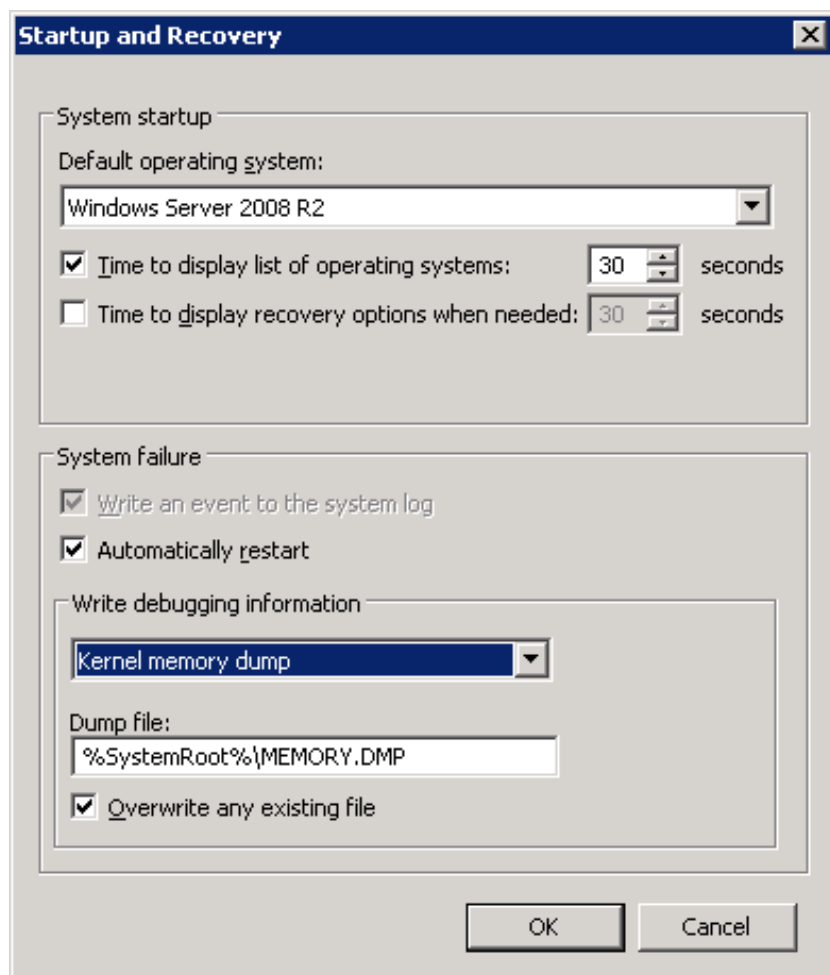 Startup and Recovery
System startup
Default operating system:
Windows Server 2008 R2
Time to display list of operating systems: 30 seconds
Time to display recovery options when needed: 30 seconds
System failure
Write an event to the system log
Automatically restart
Write debugging information
Kernel memory dump
Dump file:
%SystemRoot%\MEMORY.DMP
Overwrite any existing file
OK Cancel